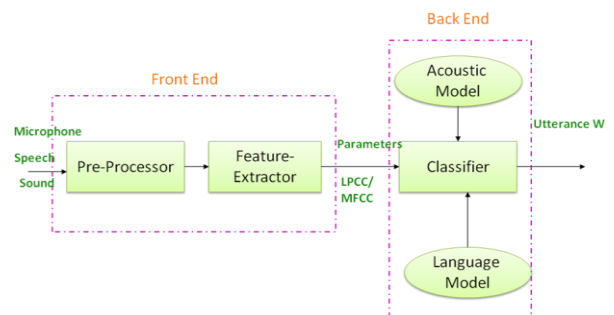 Back End
Front End
Acoustic
Model
Microphone
Speech
Sound
Pre-Processor
Feature-
Extractor
Parameters
LPCC/
MFCC
Classifier
Utterance W
Language
Model